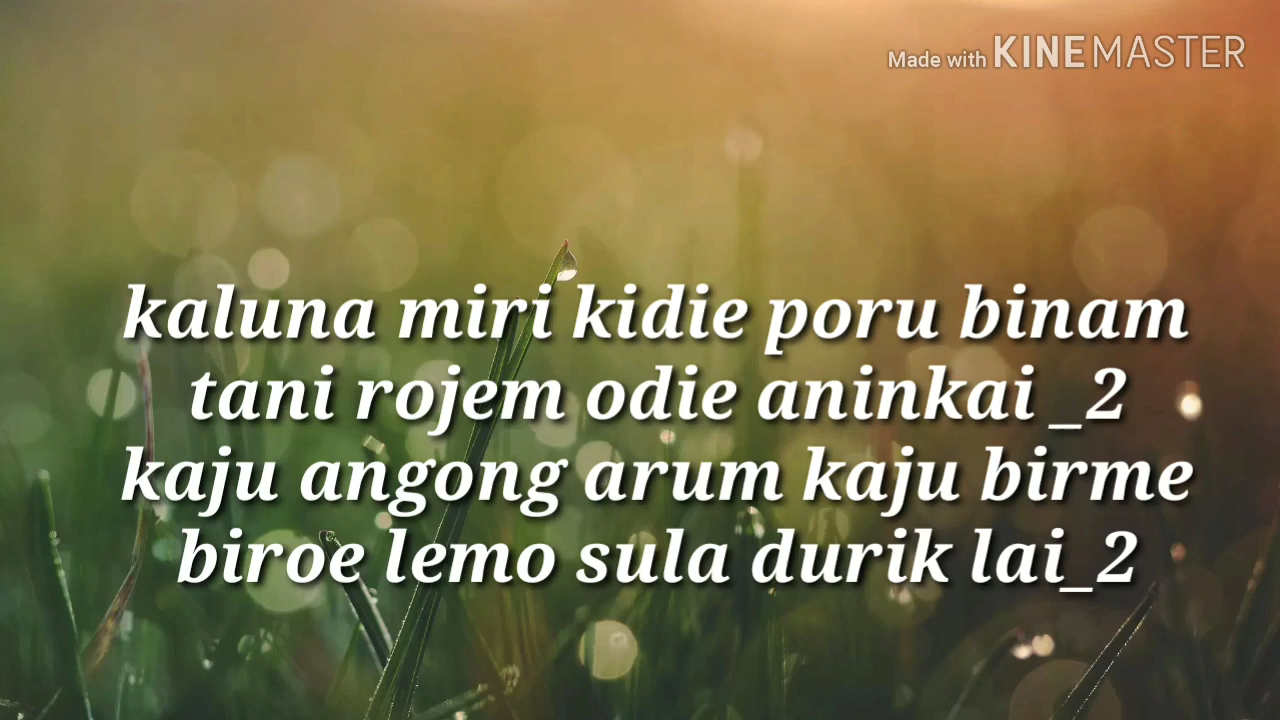 Made with KINEMASTER
kaluna miri kidie poru binam
tani rojem odie aninkai _2
kaju angong arum kaju birme
biroe lemo sula durik lai_2